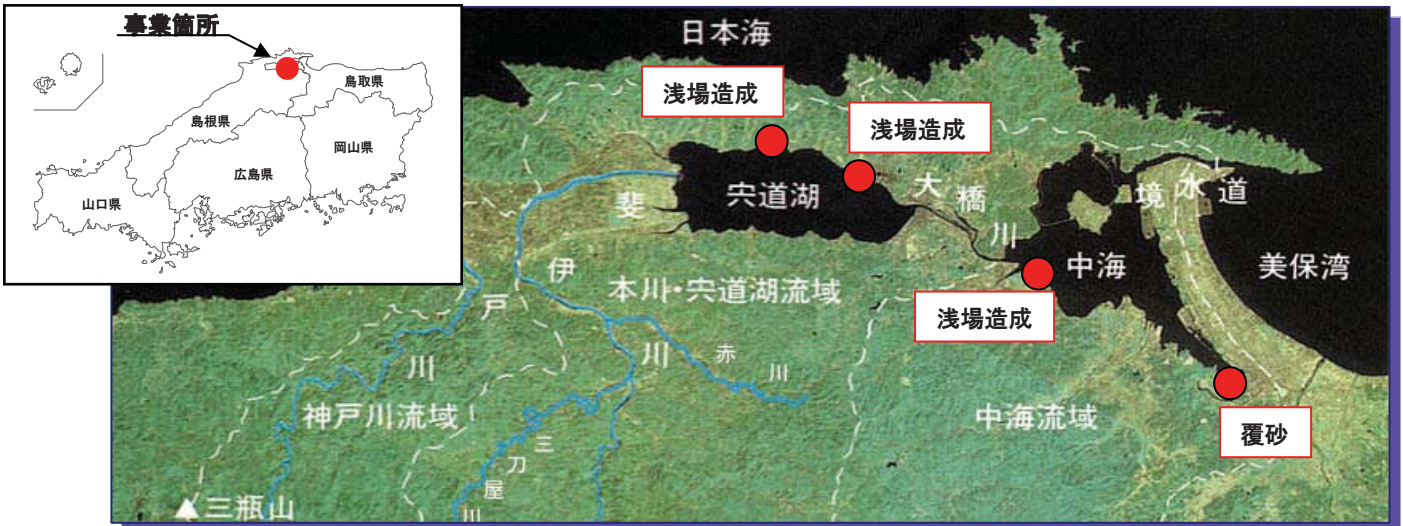 事業箇所
鳥取県
島根県
岡山県
広島県
山口県
日本海
浅場造成
浅場造成
宍道湖
大橋川
境水道
中海
美保湾
浅場造成
斐伊川
本川・宍道湖流域
神戸川
赤川
神戸川流域
三刀屋川
中海流域
覆砂
▲三瓶山